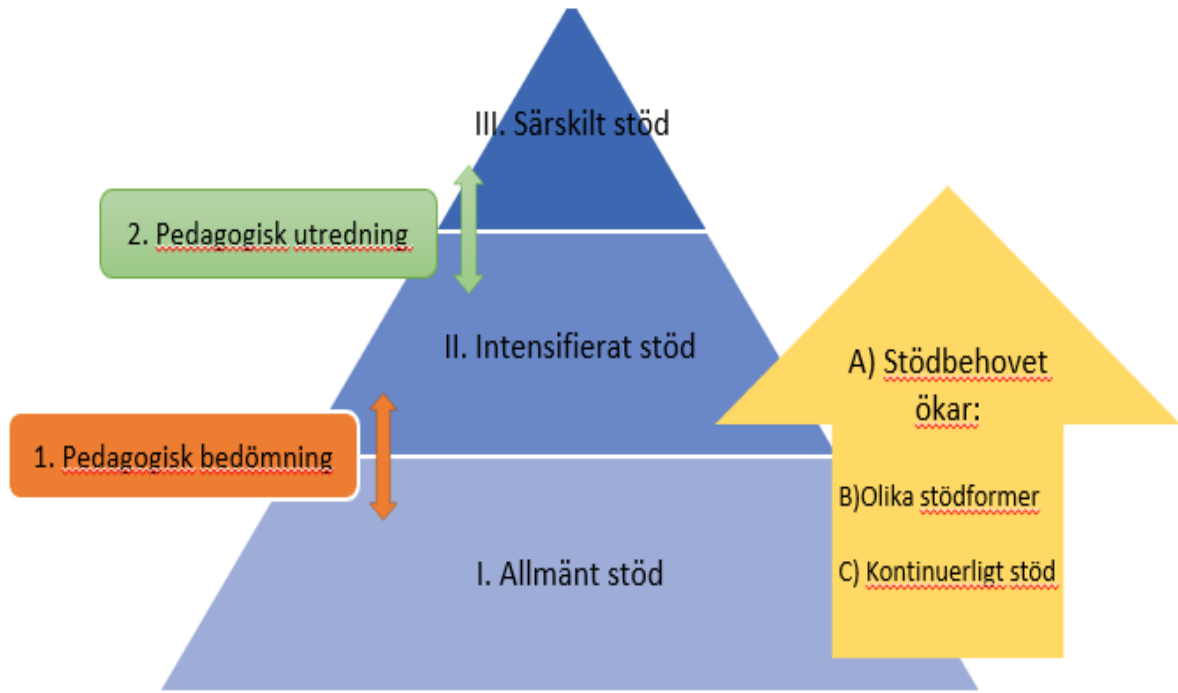 III. Särskilt stöd
2. Pedagogisk utredning
II. Intensifierat stöd
A) Stödbehovet
ökar:
1. Pedagogisk bedömning
B)Olika stödformer
I. Allmänt stöd
C) Kontinuerligt stöd